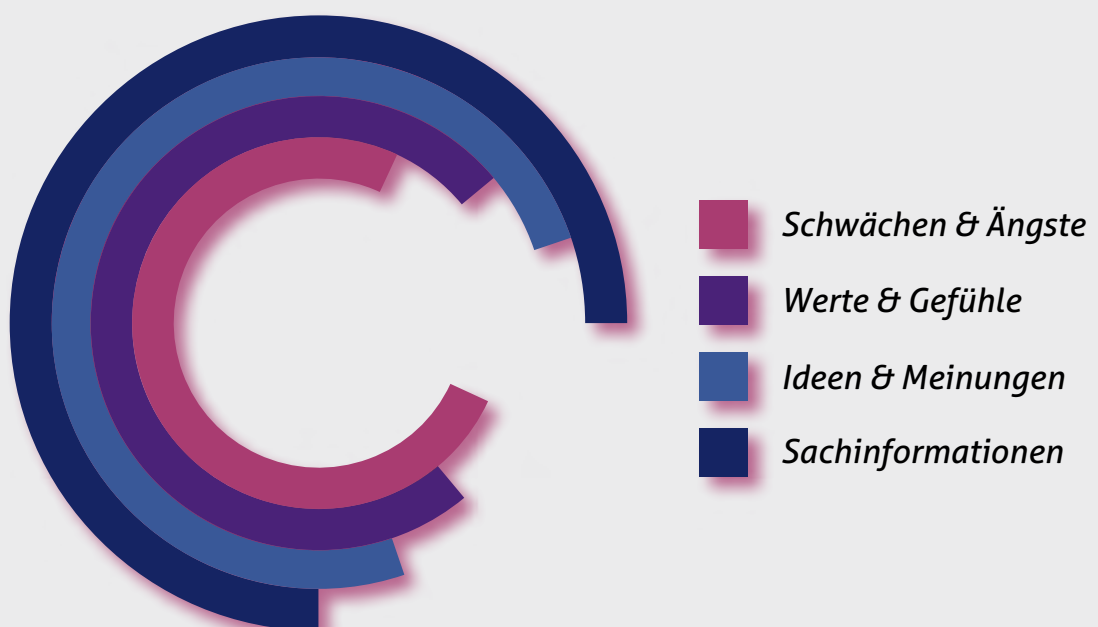 Schwächen & Ängste
Werte & Gefühle
Ideen & Meinungen
Sachinformationen